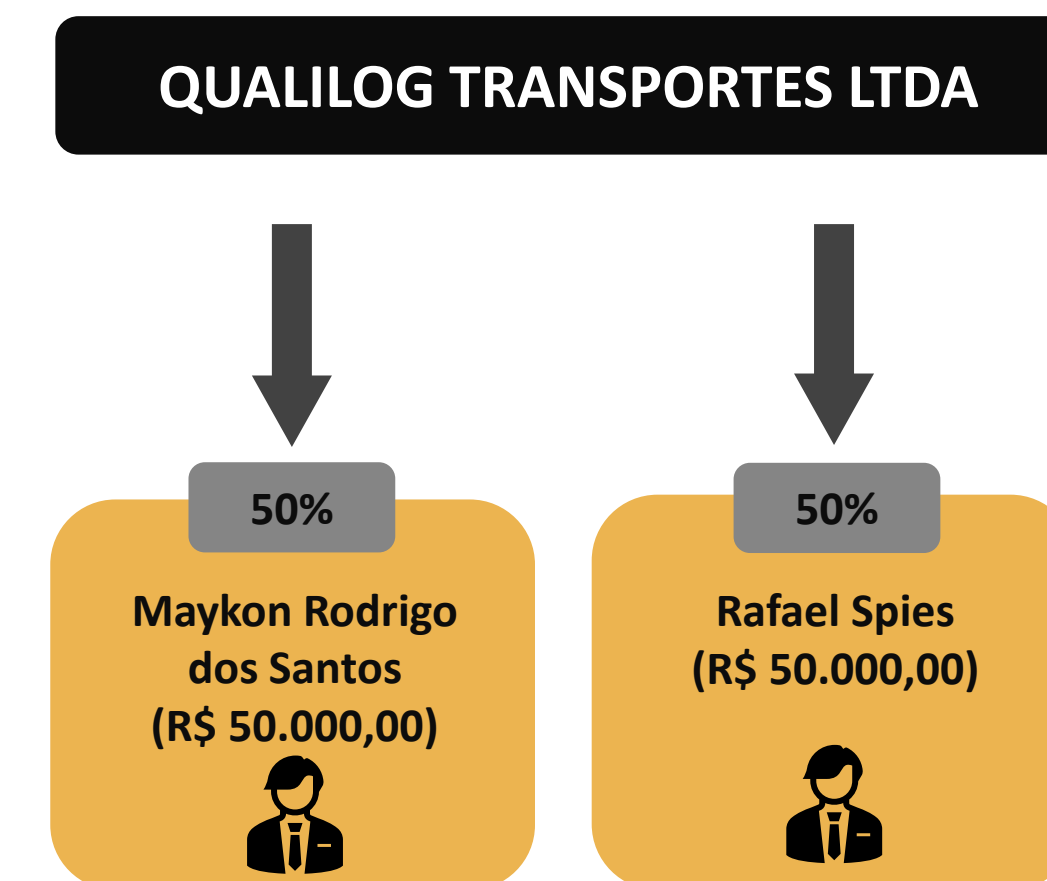 QUALILOG TRANSPORTES LTDA
50%
Maykon Rodrigo
dos Santos
(R$ 50.000,00)
50%
Rafael Spies
(R$ 50.000,00)